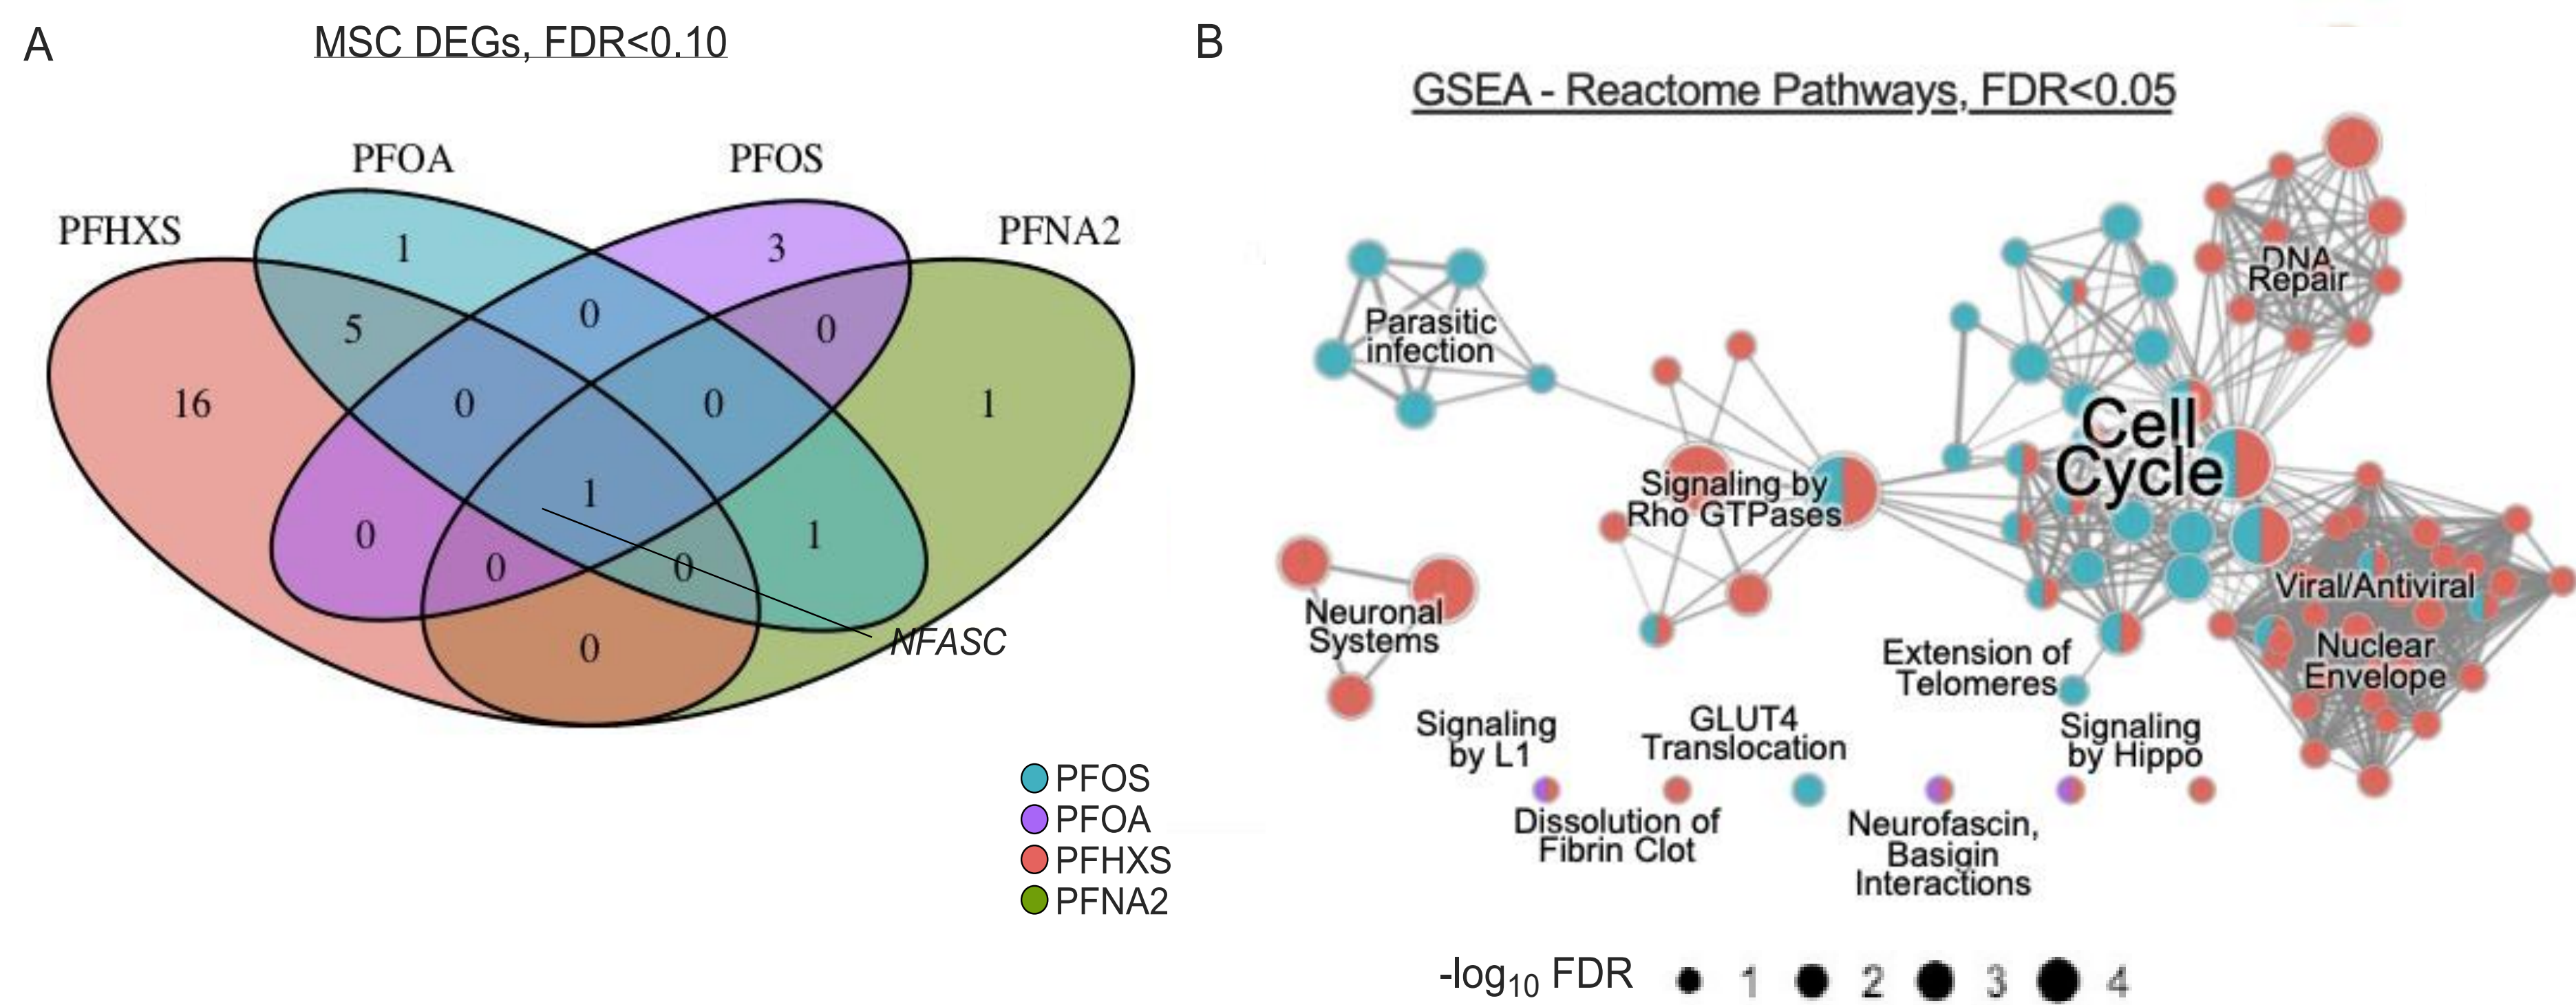 A
MSC DEGs, FDR<0.10
PFOA
PFOS
PFHXS
PFNA2
1
3
5
0
0
16
0
0
1
1
0
0
0
1
0
NFASC
PFOS
PFOA
PFHXS
PFNA2
B
GSEA - Reactome Pathways, FDR<0.05
DNA
Repair
Parasitic
infection
Cell
Cycle
Signaling by
Rho GTPases
Viral/Antiviral
Neuronal
Systems
Nuclear
Envelope
Extension of
Telomeres
Signaling
by L1
GLUT4
Translocation
Signaling
by Hippo
Dissolution of
Fibrin Clot
Neurofascin,
Basigin
Interactions
-log10 FDR 1 2 3 4